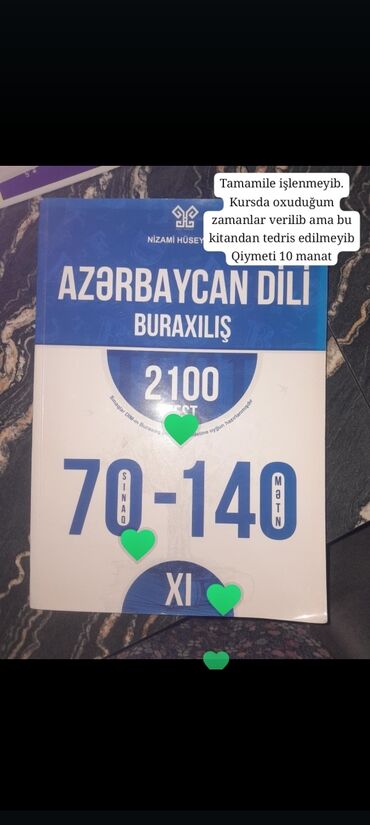 Tamamile işlenmeyib.
Kursda oxuduğum
zamanlar verilib ama bu
kitandan tedris edilmeyib
Qiymeti 10 manat
NİZAMİ HÜSEY
AZƏRBAYCAN DİLİ
BURAXILIŞ
2100
TEST
70 - 140
SINAQ
MƏTN
XI